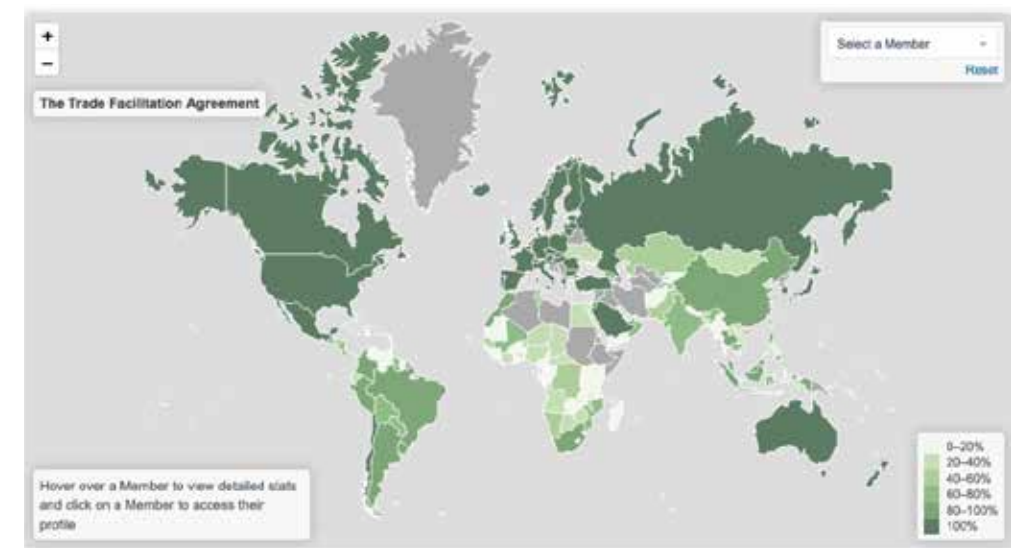 +
Select a Member
−
Reset
The Trade Facilitation Agreement
0–20%
20–40%
40–60%
60–80%
80–100%
100%
Hover over a Member to view detailed stats
and click on a Member to access their
profile